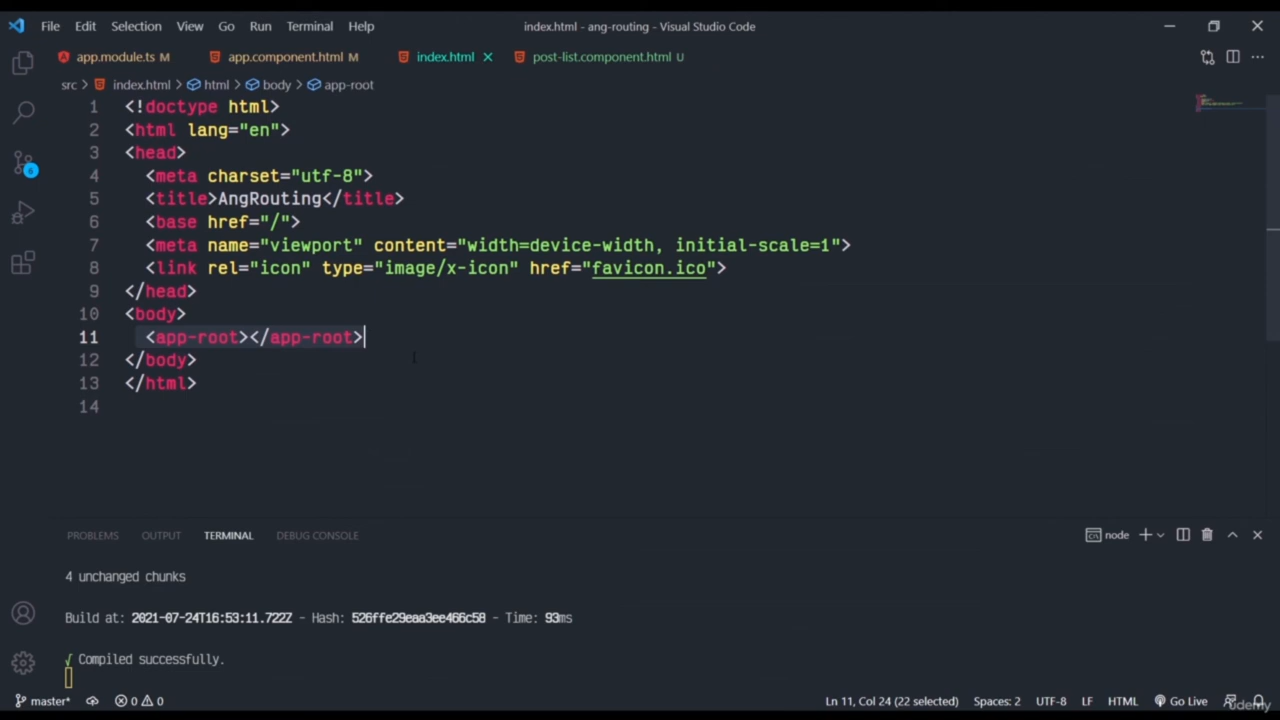 File Edit Selection View Go Run Terminal Help index.html - ang-routing - Visual Studio Code
app.module.ts M app.component.html M index.html post-list.component.html U
src > index.html > html > body > app-root
1 <!doctype html>
2 <html lang="en">
3 <head>
4 <meta charset="utf-8">
5 <title>AngRouting</title>
6 <base href="/">
7 <meta name="viewport" content="width=device-width, initial-scale=1">
8 <link rel="icon" type="image/x-icon" href="favicon.ico">
9 </head>
10 <body>
11 <app-root></app-root>
12 </body>
13 </html>
14
PROBLEMS OUTPUT TERMINAL DEBUG CONSOLE node
4 unchanged chunks
Build at: 2021-07-24T16:53:11.722Z - Hash: 526ffe29eaa3ee466c58 - Time: 93ms
√ Compiled successfully.
master* 0 0 Ln 11, Col 24 (22 selected) Spaces: 2 UTF-8 LF HTML Go Live
udemy